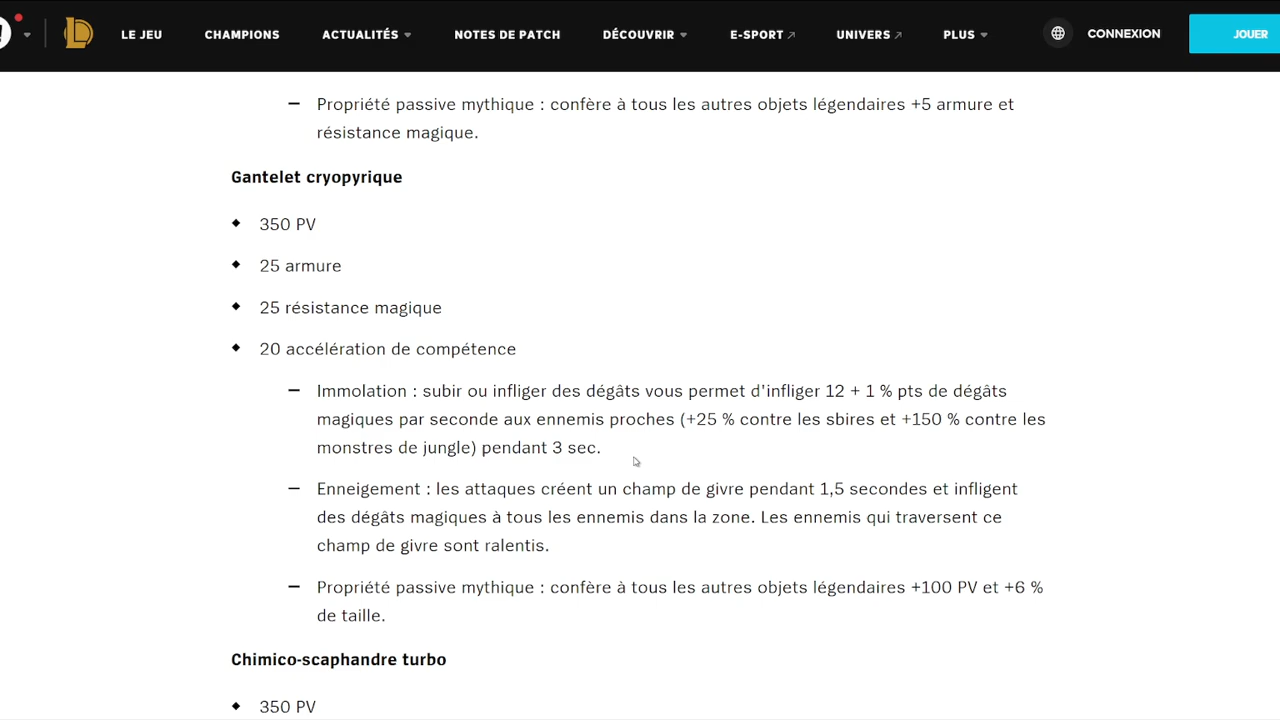 LE JEU CHAMPIONS ACTUALITÉS NOTES DE PATCH DÉCOUVRIR E-SPORT UNIVERS PLUS CONNEXION JOUER
– Propriété passive mythique : confère à tous les autres objets légendaires +5 armure et
résistance magique.
Gantelet cryopyrique
350 PV
25 armure
25 résistance magique
20 accélération de compétence
– Immolation : subir ou infliger des dégâts vous permet d'infliger 12 + 1 % pts de dégâts
magiques par seconde aux ennemis proches (+25 % contre les sbires et +150 % contre les
monstres de jungle) pendant 3 sec.
– Enneigement : les attaques créent un champ de givre pendant 1,5 secondes et infligent
des dégâts magiques à tous les ennemis dans la zone. Les ennemis qui traversent ce
champ de givre sont ralentis.
– Propriété passive mythique : confère à tous les autres objets légendaires +100 PV et +6 %
de taille.
Chimico-scaphandre turbo
350 PV